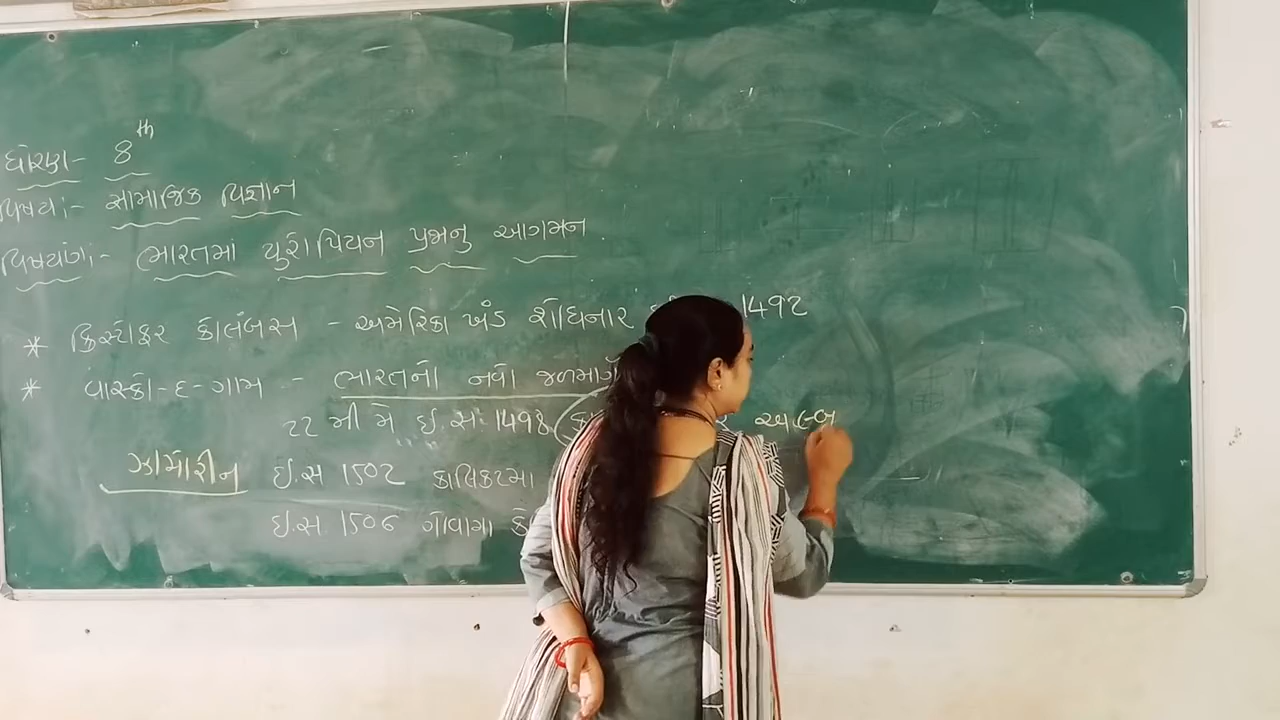 ધોરણ- 8th
વિષય:- સામાજિક વિજ્ઞાન
વિષયાંગ:- ભારતમાં યુરોપિયન પ્રજાનુ આગમન.
* ક્રિસ્ટોફર કોલંબસ - અમેરિકા ખંડ શોધનાર 1492
* વાસ્કો-દ-ગામા :- ભારતનો નવો જળમાર્ગ
22 મી મે ઈ.સ. 1498
ઝામોરીન ઈ.સ 1502 કાલિકટમા
ઈ.સ. 1506 ગોવામા